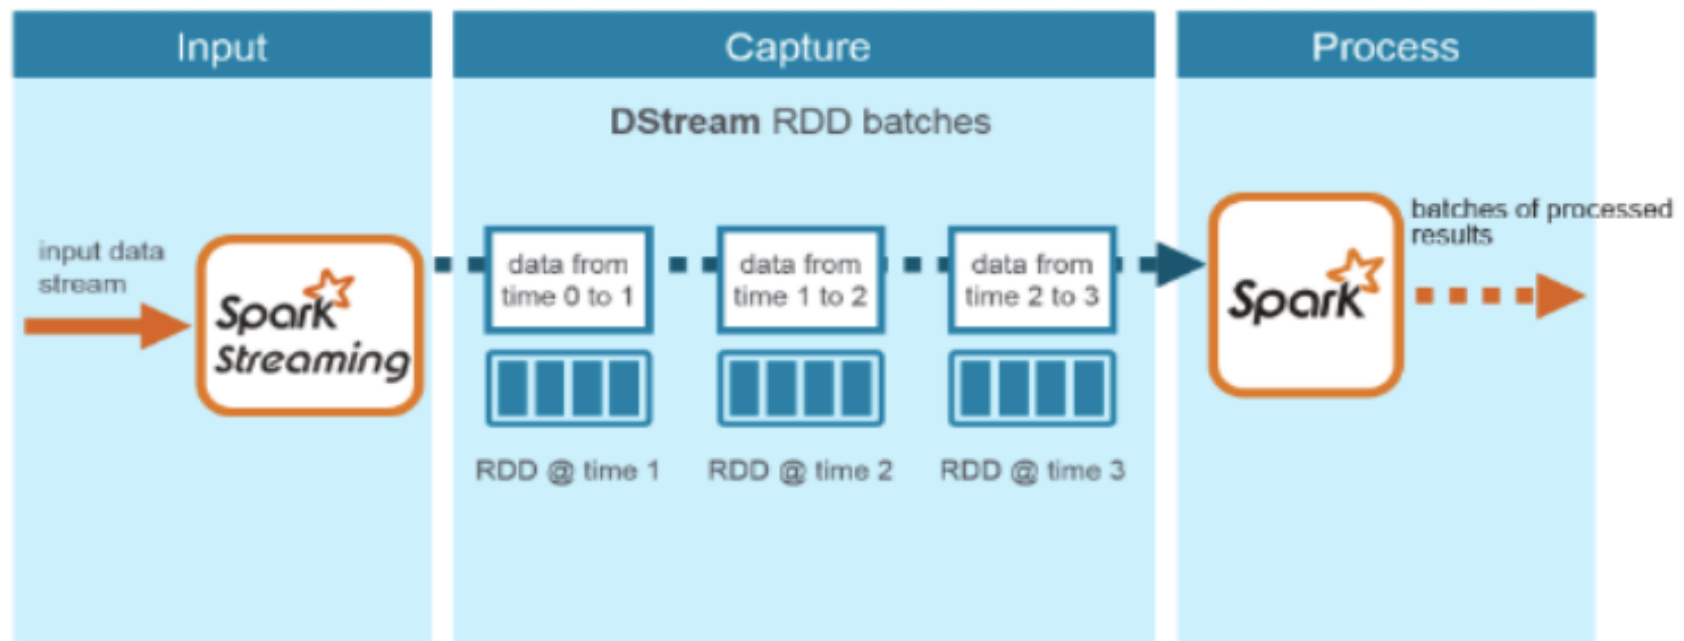 Input
Capture
Process
DStream RDD batches
input data
stream
Spark
Streaming
data from
time 0 to 1
data from
time 1 to 2
data from
time 2 to 3
RDD @ time 1
RDD @ time 2
RDD @ time 3
Spark
batches of processed
results